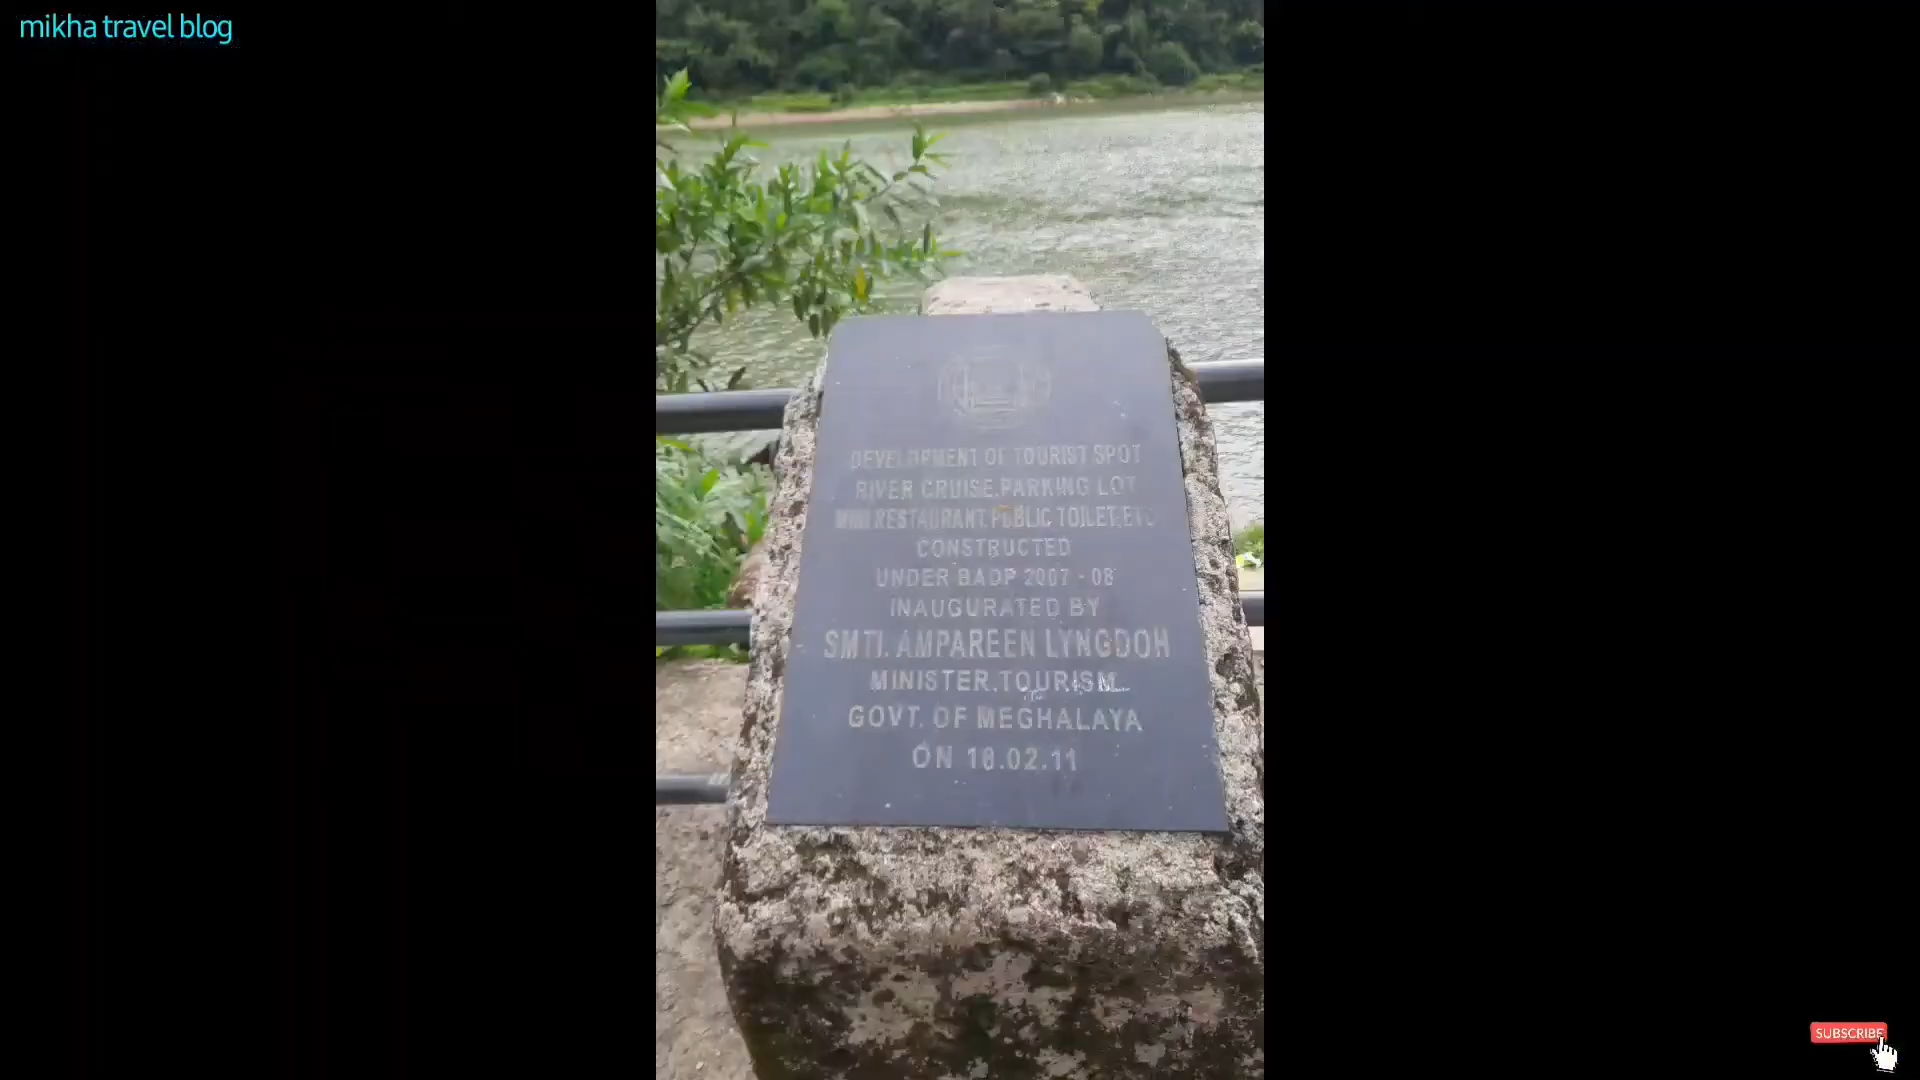 mikha travel blog
DEVELOPMENT OF TOURIST SPOT
RIVER CRUISE, PARKING LOT
MINI RESTAURANT, PUBLIC TOILET, ETC
CONSTRUCTED
UNDER BADP 2007 - 08
INAUGURATED BY
SMTI. AMPAREEN LYNGDOH
MINISTER, TOURISM
GOVT. OF MEGHALAYA
ON 18.02.11
SUBSCRIBE